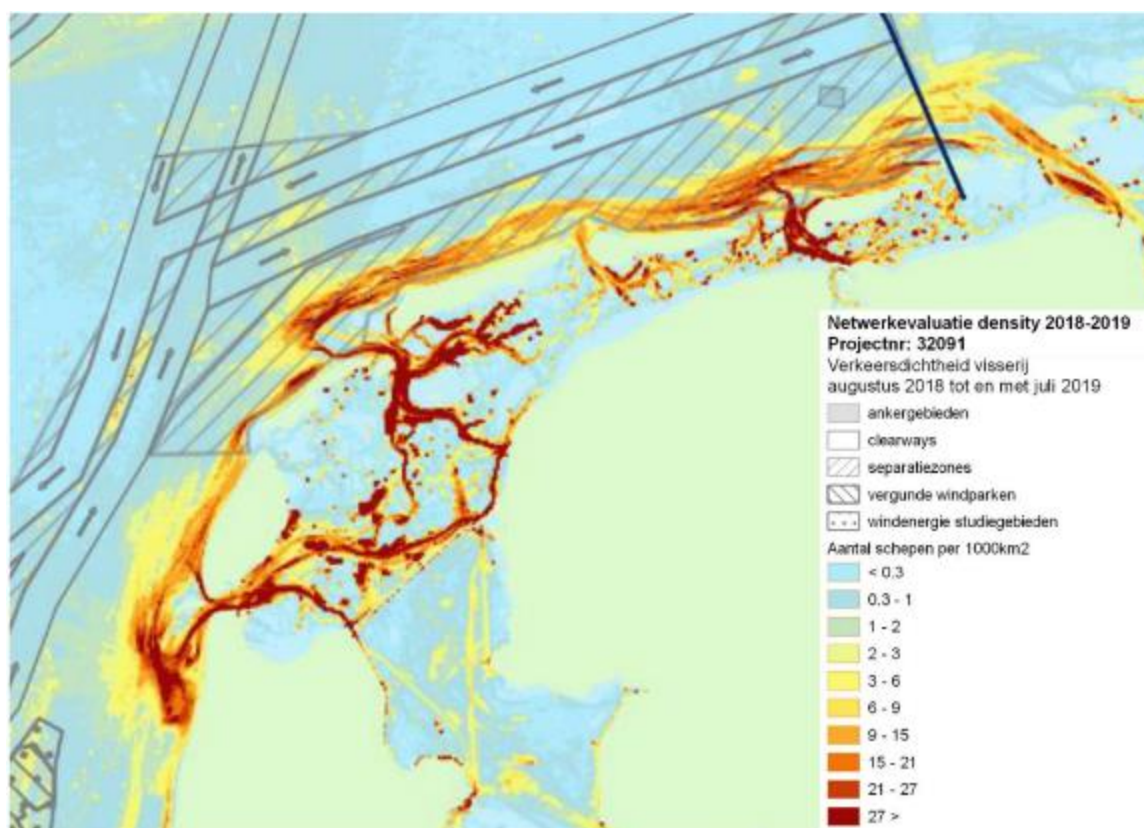 Netwerkevaluatie density 2018-2019
Projectnr: 32091
Verkeersdichtheid visserij
augustus 2018 tot en met juli 2019
ankergebieden
clearways
separatiezones
vergunde windparken
windenergie studiegebieden
Aantal schepen per 1000km2
< 0.3
0.3 - 1
1 - 2
2 - 3
3 - 6
6 - 9
9 - 15
15 - 21
21 - 27
27 >